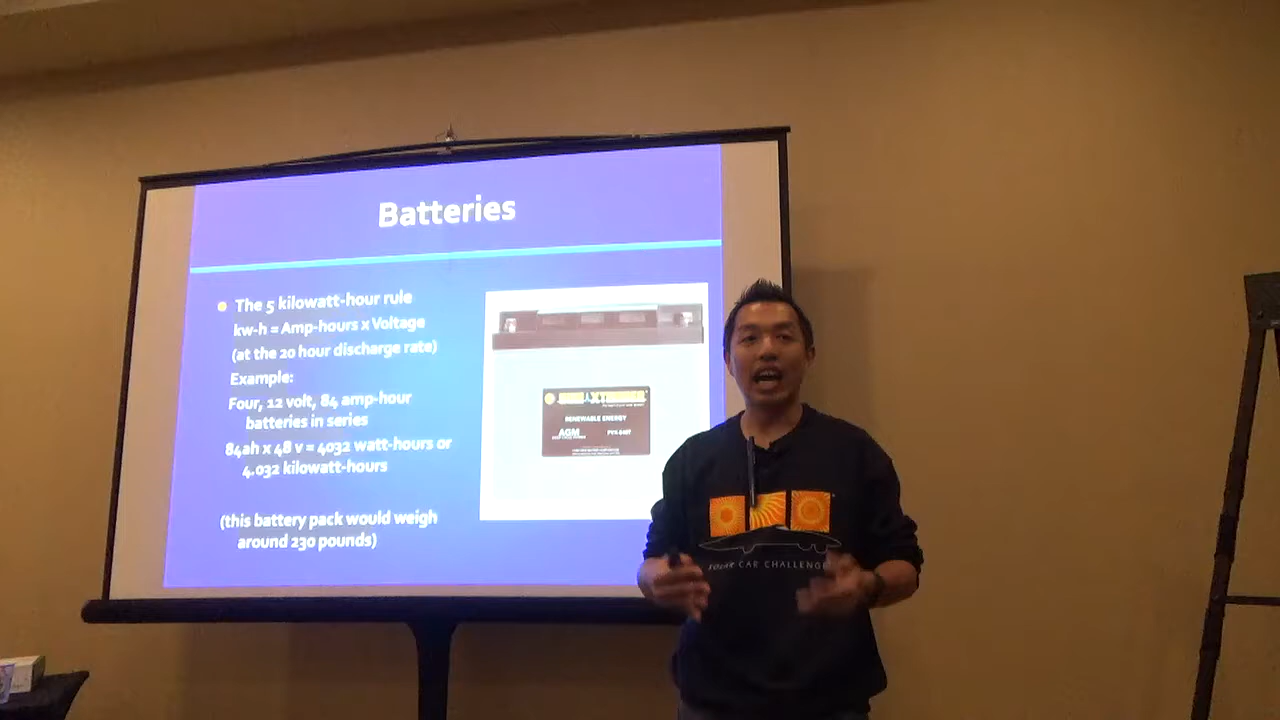 Batteries
The 5 kilowatt-hour rule
kw-h = Amp-hours x Voltage
(at the 20 hour discharge rate)
Example:
Four, 12 volt, 84 amp-hour
batteries in series
84ah x 48 v = 4032 watt-hours or
4.032 kilowatt-hours
(this battery pack would weigh
around 230 pounds)
SUN XTENDER
RENEWABLE ENERGY
AGM
SOLAR CAR CHALLENGE